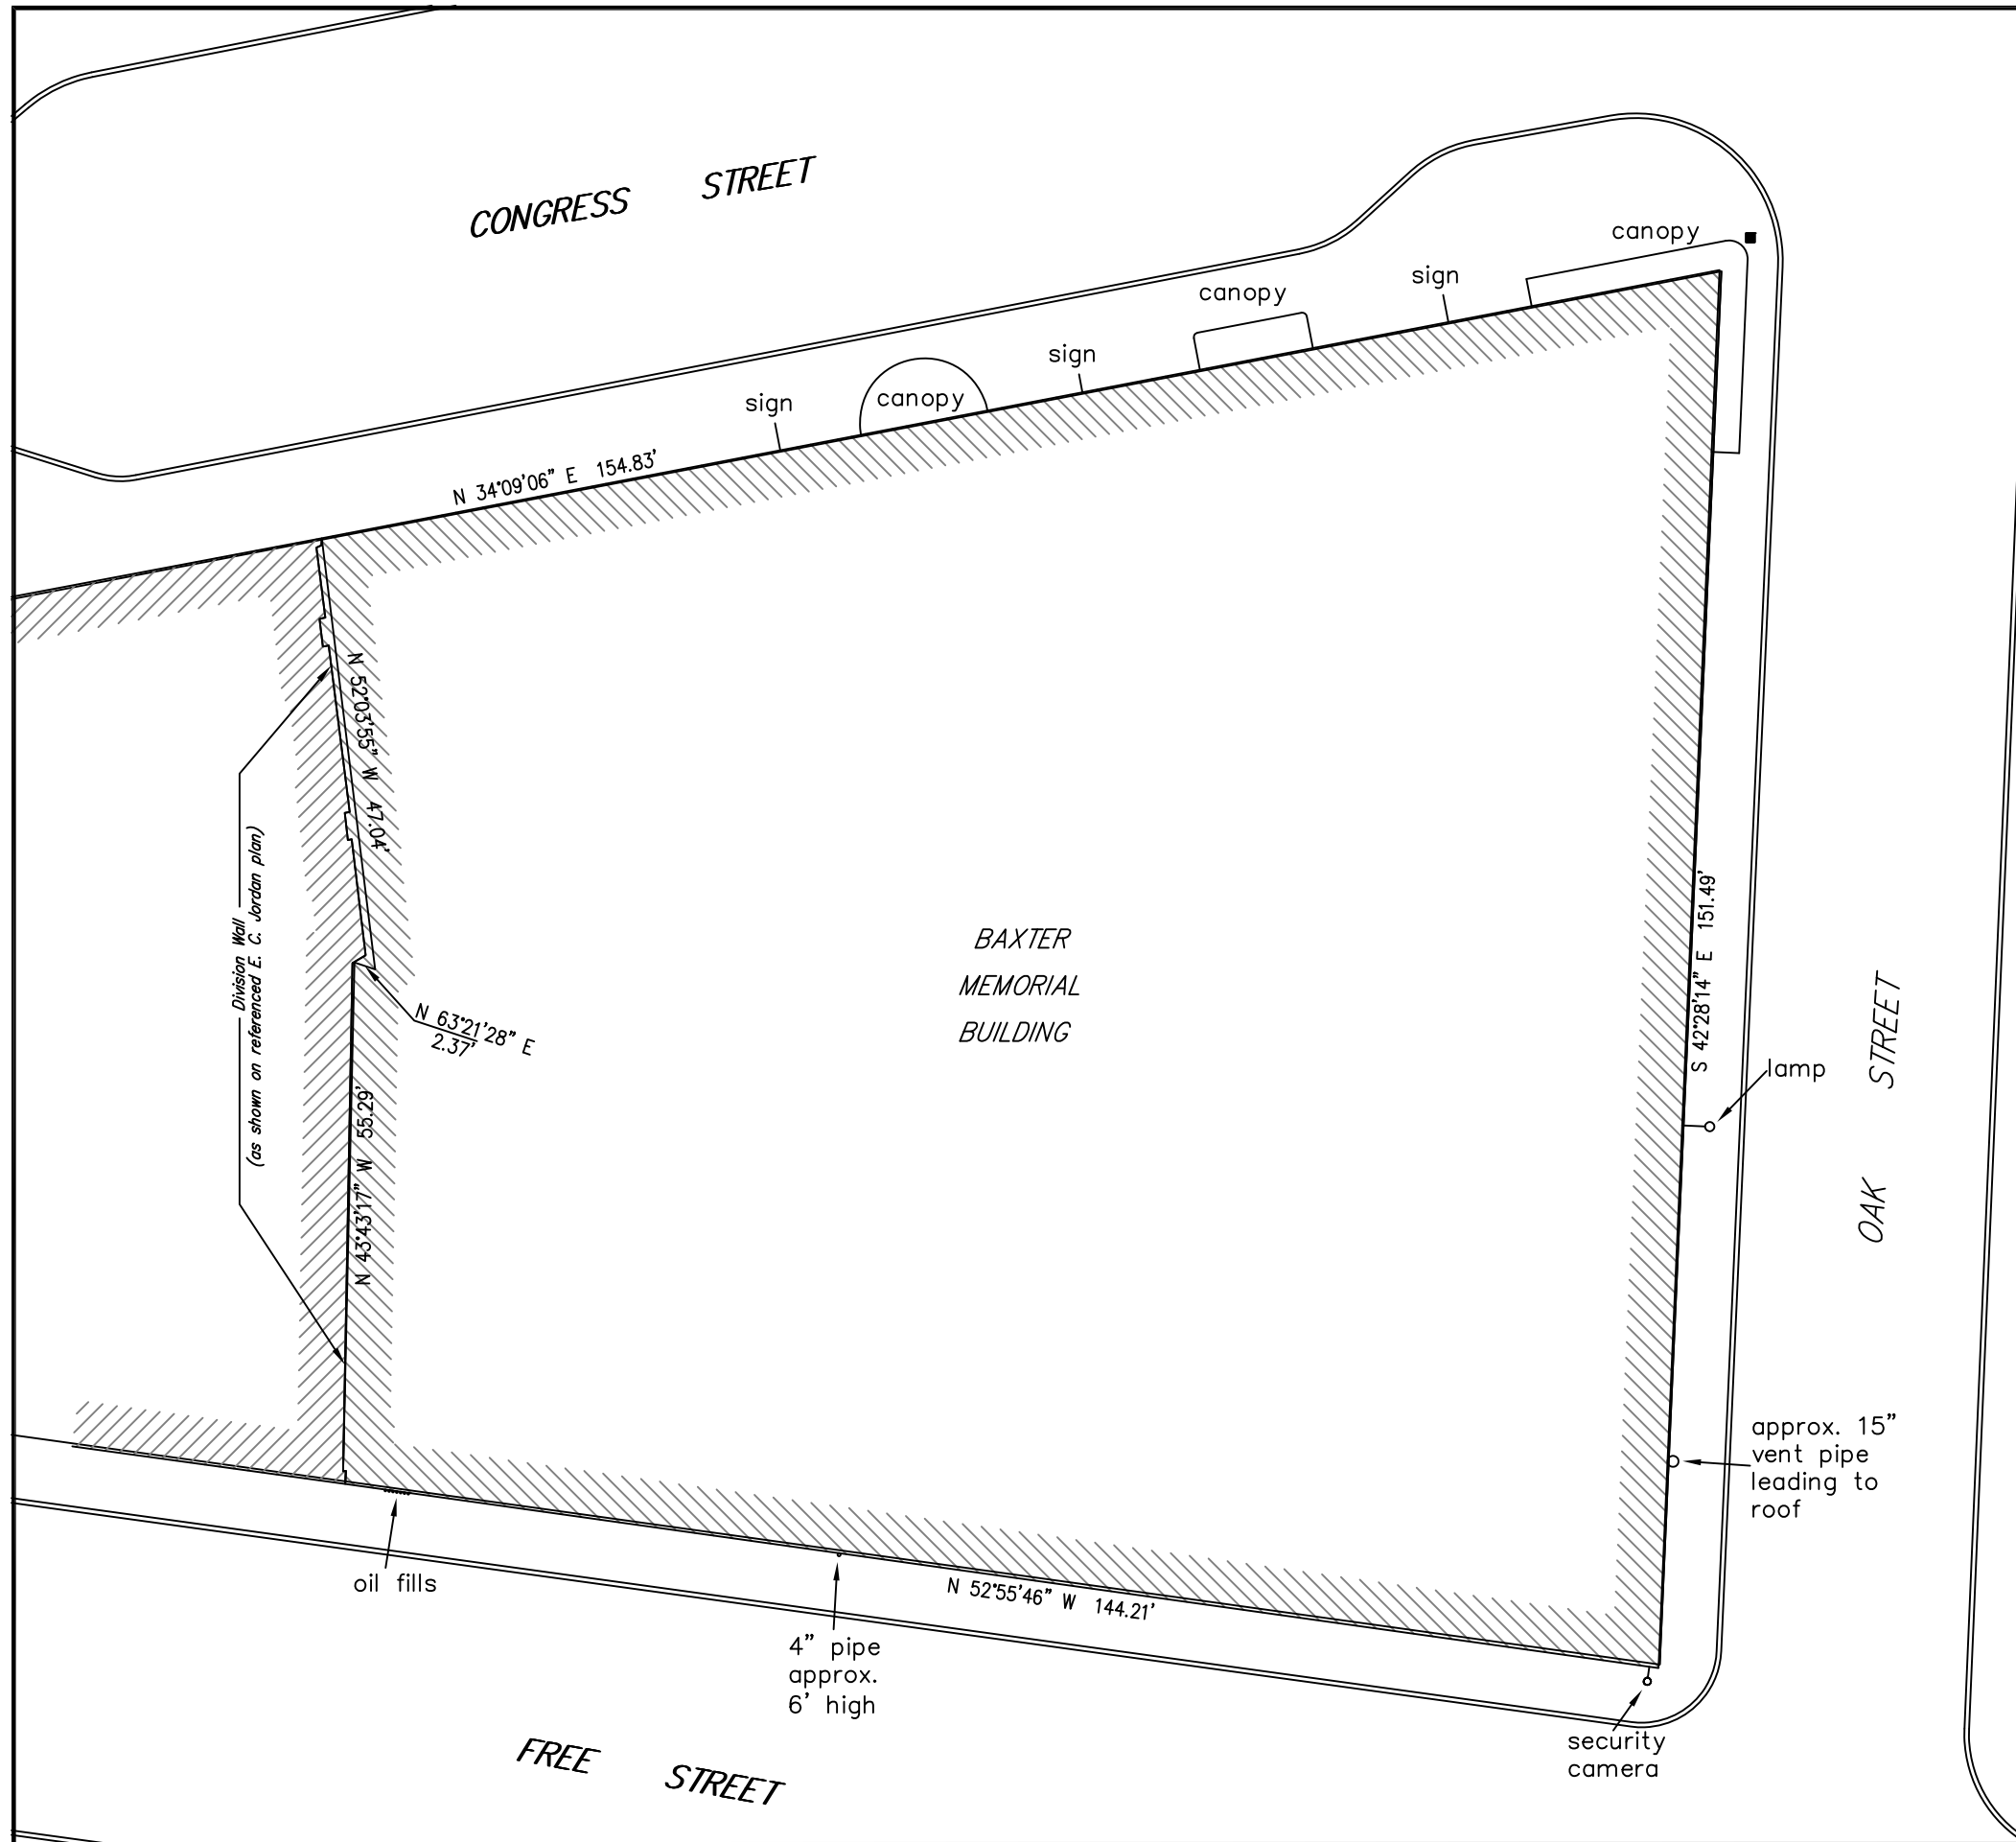 CONGRESS STREET
canopy
sign
canopy
sign
canopy
sign
N 34°09'06" E 154.83'
N 52°03'55" W 47.04'
Division Wall
(as shown on referenced E. C. Jordan plan)
N 63°21'28" E
2.37'
N 43°43'17" W 55.29'
BAXTER
MEMORIAL
BUILDING
S 42°28'14" E 151.49'
OAK STREET
lamp
approx. 15"
vent pipe
leading to
roof
oil fills
4" pipe
approx.
6' high
N 52°55'46" W 144.21'
security
camera
FREE STREET